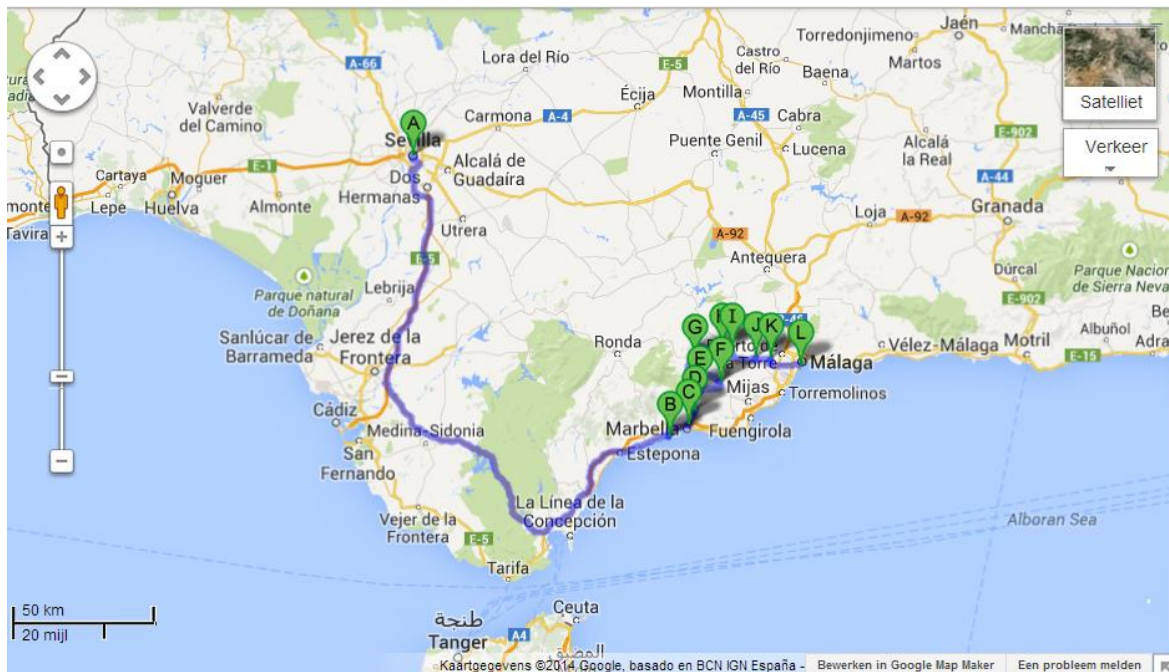 Jaén
Torredonjimeno
Martos
Lora del Río
Castro
del Río
Baena
A-66
E-5
Satelliet
Écija
Montilla
Valverde
del Camino
A
Carmona
A-4
A-45
Cabra
E-902
Sevilla
Puente Genil
Lucena
Alcalá
la Real
Verkeer
E-1
Alcalá de
Guadaíra
Cartaya
Moguer
Dos
Hermanas
A-44
Lepe
Huelva
Almonte
Loja
A-92
Granada
Tavira
Utrera
A-92
E-5
Antequera
Parque natural
de Doñana
Lebrija
Dúrcal
Parque Nacional
de Sierra Neva
E-902
Sanlúcar de
Barrameda
Jerez de la
Frontera
Ronda
G
I
J
K
L
F
E
D
C
B
Málaga
Vélez-Málaga
Motril
Albuñol
E-15
Adra
Mijas
Torremolinos
Cádiz
Medina-Sidonia
San
Fernando
Marbella
Fuengirola
Estepona
La Línea de la
Concepción
Vejer de la
Frontera
E-5
Alboran Sea
Tarifa
50 km
20 mijl
طنجة
Tanger
Ceuta
A4
المضيق
Kaartgegevens ©2014 Google, basado en BCN IGN España -
Bewerken in Google Map Maker
Een probleem melden